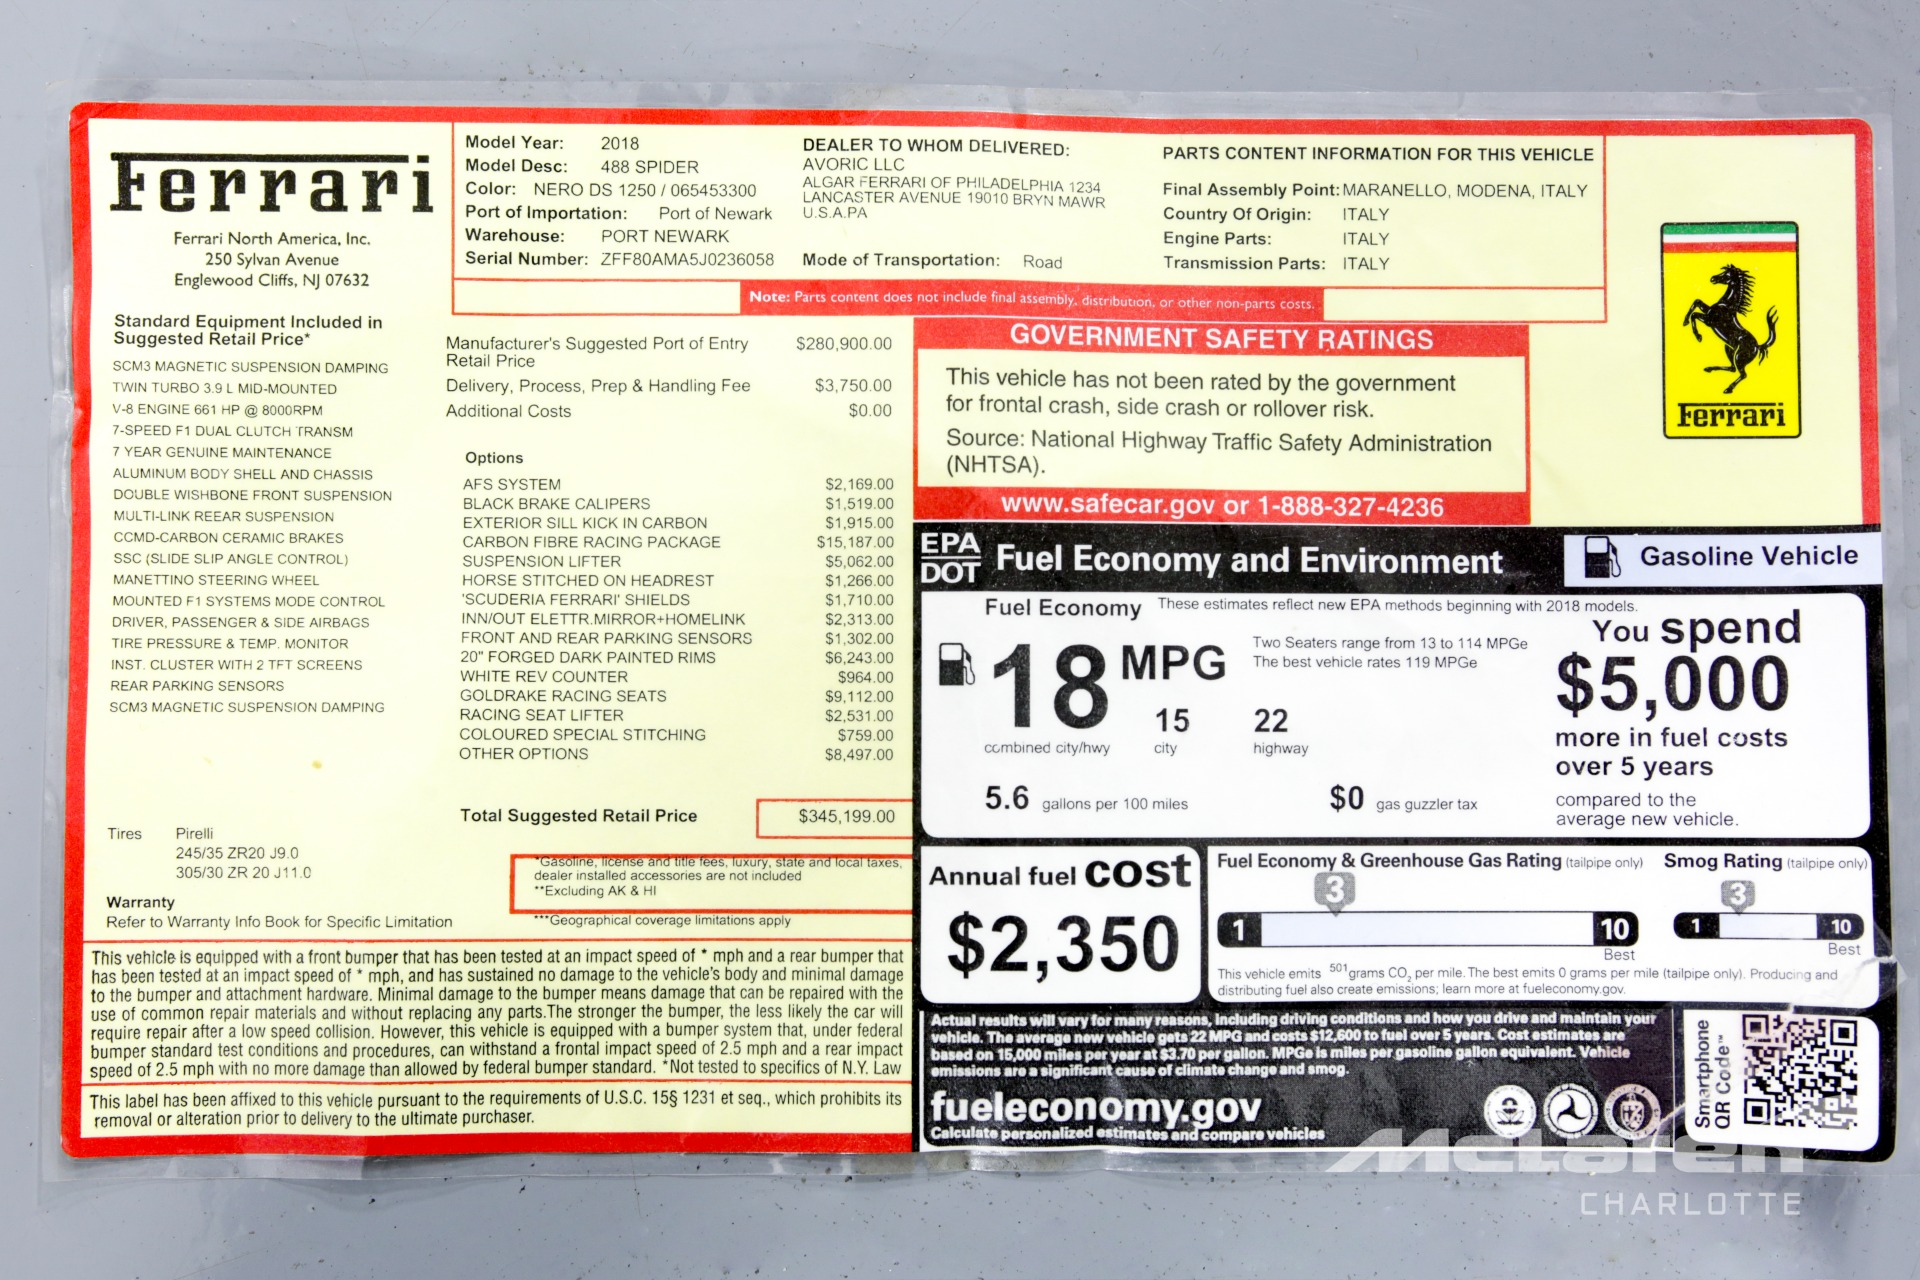 Ferrari
Ferrari North America, Inc.
250 Sylvan Avenue
Englewood Cliffs, NJ 07632
Model Year: 2018
Model Desc: 488 SPIDER
Color: NERO DS 1250 / 065453300
Port of Importation: Port of Newark
Warehouse: PORT NEWARK
Serial Number: ZFF80AMA5J0236058
DEALER TO WHOM DELIVERED:
AVORIC LLC
ALGAR FERRARI OF PHILADELPHIA 1234
LANCASTER AVENUE 19010 BRYN MAWR
U.S.A.PA
Mode of Transportation: Road
PARTS CONTENT INFORMATION FOR THIS VEHICLE
Final Assembly Point: MARANELLO, MODENA, ITALY
Country Of Origin: ITALY
Engine Parts: ITALY
Transmission Parts: ITALY
Note: Parts content does not include final assembly, distribution, or other non-parts costs.
Ferrari
Standard Equipment Included in
Suggested Retail Price*
SCM3 MAGNETIC SUSPENSION DAMPING
TWIN TURBO 3.9 L MID-MOUNTED
V-8 ENGINE 661 HP @ 8000RPM
7-SPEED F1 DUAL CLUTCH TRANSM
7 YEAR GENUINE MAINTENANCE
ALUMINUM BODY SHELL AND CHASSIS
DOUBLE WISHBONE FRONT SUSPENSION
MULTI-LINK REEAR SUSPENSION
CCMD-CARBON CERAMIC BRAKES
SSC (SLIDE SLIP ANGLE CONTROL)
MANETTINO STEERING WHEEL
MOUNTED F1 SYSTEMS MODE CONTROL
DRIVER, PASSENGER & SIDE AIRBAGS
TIRE PRESSURE & TEMP. MONITOR
INST. CLUSTER WITH 2 TFT SCREENS
REAR PARKING SENSORS
SCM3 MAGNETIC SUSPENSION DAMPING
Tires Pirelli
245/35 ZR20 J9.0
305/30 ZR 20 J11.0
Warranty
Refer to Warranty Info Book for Specific Limitation
Manufacturer's Suggested Port of Entry $280,900.00
Retail Price
Delivery, Process, Prep & Handling Fee $3,750.00
Additional Costs $0.00
Options
AFS SYSTEM $2,169.00
BLACK BRAKE CALIPERS $1,519.00
EXTERIOR SILL KICK IN CARBON $1,915.00
CARBON FIBRE RACING PACKAGE $15,187.00
SUSPENSION LIFTER $5,062.00
HORSE STITCHED ON HEADREST $1,266.00
'SCUDERIA FERRARI' SHIELDS $1,710.00
INN/OUT ELETTR.MIRROR+HOMELINK $2,313.00
FRONT AND REAR PARKING SENSORS $1,302.00
20" FORGED DARK PAINTED RIMS $6,243.00
WHITE REV COUNTER $964.00
GOLDRAKE RACING SEATS $9,112.00
RACING SEAT LIFTER $2,531.00
COLOURED SPECIAL STITCHING $759.00
OTHER OPTIONS $8,497.00
Total Suggested Retail Price $345,199.00
*Gasoline, license and title fees, luxury, state and local taxes,
dealer installed accessories are not included
**Excluding AK & HI
***Geographical coverage limitations apply
This vehicle is equipped with a front bumper that has been tested at an impact speed of * mph and a rear bumper that
has been tested at an impact speed of * mph, and has sustained no damage to the vehicle's body and minimal damage
to the bumper and attachment hardware. Minimal damage to the bumper means damage that can be repaired with the
use of common repair materials and without replacing any parts.The stronger the bumper, the less likely the car will
require repair after a low speed collision. However, this vehicle is equipped with a bumper system that, under federal
bumper standard test conditions and procedures, can withstand a frontal impact speed of 2.5 mph and a rear impact
speed of 2.5 mph with no more damage than allowed by federal bumper standard. *Not tested to specifics of N.Y. Law
This label has been affixed to this vehicle pursuant to the requirements of U.S.C. 15§ 1231 et seq., which prohibits its
removal or alteration prior to delivery to the ultimate purchaser.
GOVERNMENT SAFETY RATINGS
This vehicle has not been rated by the government
for frontal crash, side crash or rollover risk.
Source: National Highway Traffic Safety Administration
(NHTSA).
www.safecar.gov or 1-888-327-4236
EPA
DOT
Fuel Economy and Environment
Gasoline Vehicle
Fuel Economy These estimates reflect new EPA methods beginning with 2018 models.
18 MPG
combined city/hwy
15
city
22
highway
Two Seaters range from 13 to 114 MPGe
The best vehicle rates 119 MPGe
5.6 gallons per 100 miles
$0 gas guzzler tax
You spend
$5,000
more in fuel costs
over 5 years
compared to the
average new vehicle.
Annual fuel cost
$2,350
Fuel Economy & Greenhouse Gas Rating (tailpipe only)
3
1 10
Best
Smog Rating (tailpipe only)
3
1 10
Best
This vehicle emits 501 grams CO2 per mile. The best emits 0 grams per mile (tailpipe only). Producing and
distributing fuel also create emissions; learn more at fueleconomy.gov.
Actual results will vary for many reasons, including driving conditions and how you drive and maintain your
vehicle. The average new vehicle gets 22 MPG and costs $12,600 to fuel over 5 years. Cost estimates are
based on 15,000 miles per year at $3.70 per gallon. MPGe is miles per gasoline gallon equivalent. Vehicle
emissions are a significant cause of climate change and smog.
fueleconomy.gov
Calculate personalized estimates and compare vehicles
Smartphone
QR Code™
McLaren
CHARLOTTE